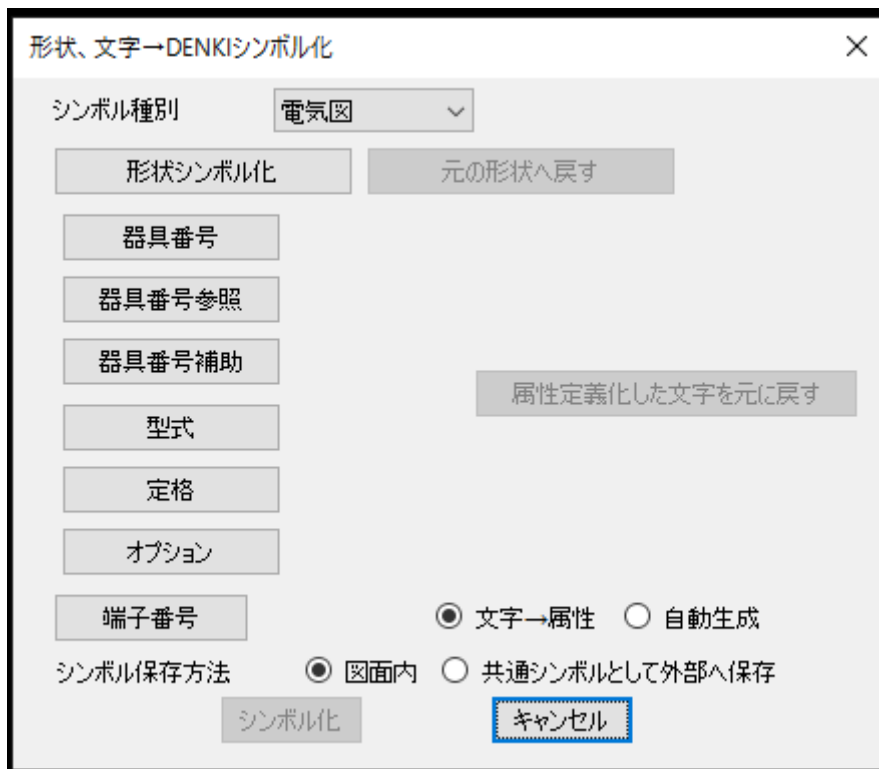 形状、文字→DENKIシンボル化
シンボル種別 電気図
形状シンボル化 元の形状へ戻す
器具番号
器具番号参照
器具番号補助
属性定義化した文字を元に戻す
型式
定格
オプション
端子番号 文字→属性 自動生成
シンボル保存方法 図面内 共通シンボルとして外部へ保存
シンボル化 キャンセル